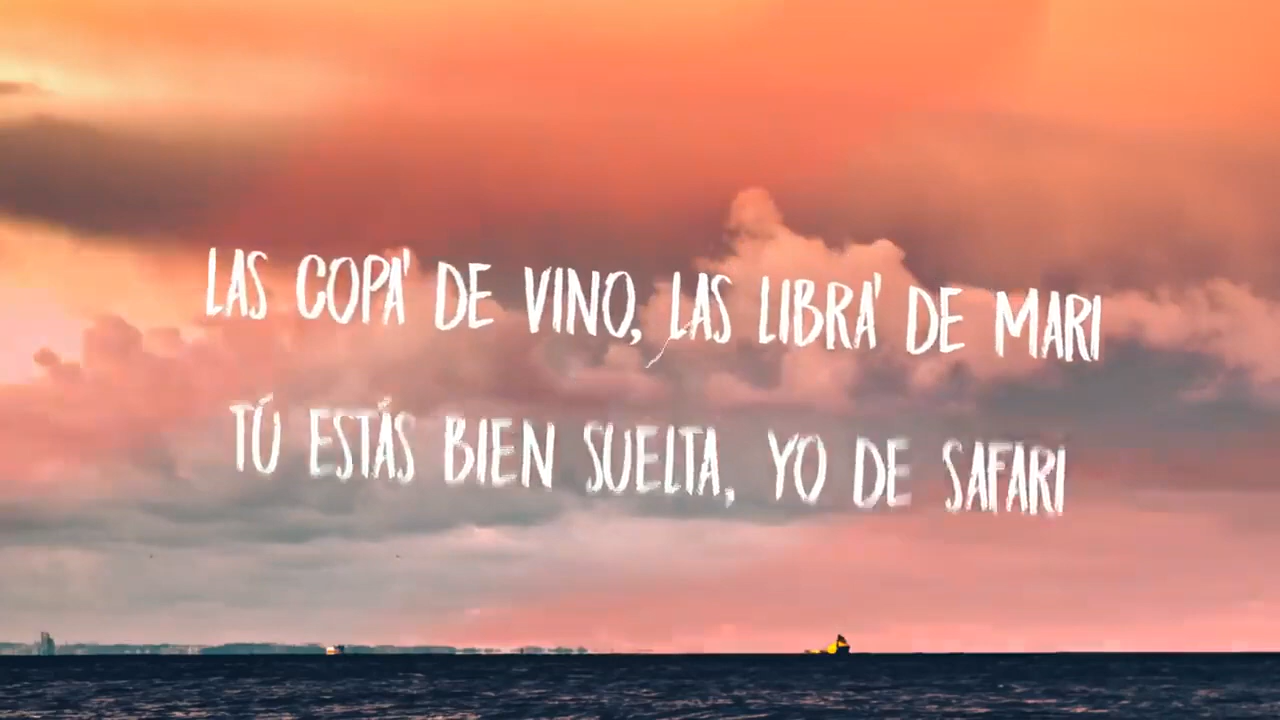 LAS COPA' DE VINO, LAS LIBRA' DE MARI
TÚ ESTÁS BIEN SUELTA, YO DE SAFARI